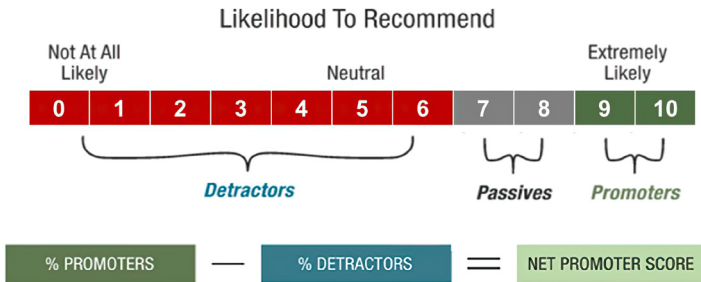 Likelihood To Recommend
Not At All
Likely
Neutral
Extremely
Likely
0 1 2 3 4 5 6 7 8 9 10
Detractors Passives Promoters
% PROMOTERS — % DETRACTORS = NET PROMOTER SCORE